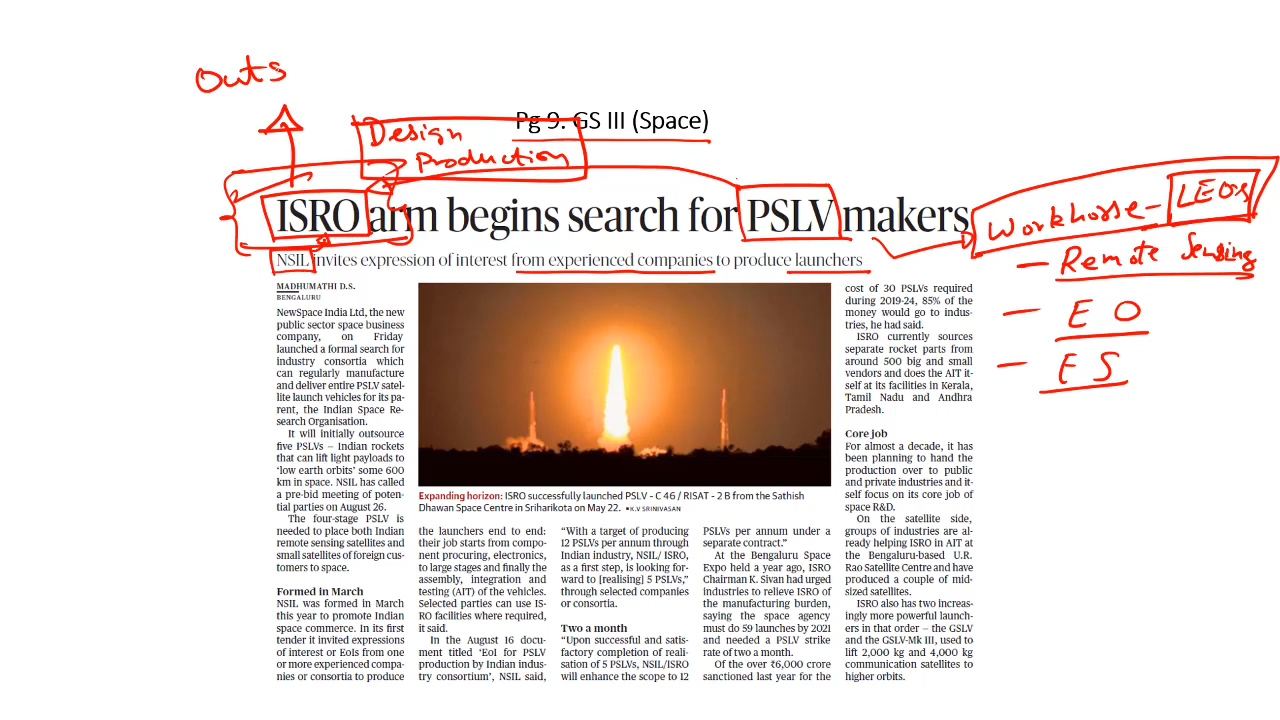 Outs
Pg 9. GS III (Space)
Design
Production
ISRO arm begins search for PSLV makers
Workhorse - LEOs
NSIL invites expression of interest from experienced companies to produce launchers
- Remote Sensing
- E O
- E S
MADHUMATHI D.S.
BENGALURU
NewSpace India Ltd, the new
public sector space business
company, on Friday
launched a formal search for
industry consortia which
can regularly manufacture
and deliver entire PSLV satel-
lite launch vehicles for its pa-
rent, the Indian Space Re-
search Organisation.
It will initially outsource
five PSLVs – Indian rockets
that can lift light payloads to
‘low earth orbits’ some 600
km in space. NSIL has called
a pre-bid meeting of poten-
tial parties on August 26.
The four-stage PSLV is
needed to place both Indian
remote sensing satellites and
small satellites of foreign cus-
tomers to space.
Formed in March
NSIL was formed in March
this year to promote Indian
space commerce. In its first
tender it invited expressions
of interest or EoIs from one
or more experienced compa-
nies or consortia to produce
Expanding horizon: ISRO successfully launched PSLV - C 46 / RISAT - 2 B from the Sathish
Dhawan Space Centre in Sriharikota on May 22. ▪ K.V SRINIVASAN
the launchers end to end:
their job starts from com-
ponent procuring, electronics,
to large stages and finally the
assembly, integration and
testing (AIT) of the vehicles.
Selected parties can use IS-
RO facilities where required,
it said.
In the August 16 docu-
ment titled ‘EoI for PSLV
production by Indian indus-
try consortium’, NSIL said,
“With a target of producing
12 PSLVs per annum through
Indian industry, NSIL/ ISRO,
as a first step, is looking for-
ward to [realising] 5 PSLVs,”
through selected companies
or consortia.
Two a month
“Upon successful and satis-
factory completion of reali-
sation of 5 PSLVs, NSIL/ISRO
will enhance the scope to 12
PSLVs per annum under a
separate contract.”
At the Bengaluru Space
Expo held a year ago, ISRO
Chairman K. Sivan had urged
industries to relieve ISRO of
the manufacturing burden,
saying the space agency
must do 59 launches by 2021
and needed a PSLV strike
rate of two a month.
Of the over ₹6,000 crore
sanctioned last year for the
cost of 30 PSLVs required
during 2019-24, 85% of the
money would go to indus-
tries, he had said.
ISRO currently sources
separate rocket parts from
around 500 big and small
vendors and does the AIT it-
self at its facilities in Kerala,
Tamil Nadu and Andhra
Pradesh.
Core job
For almost a decade, it has
been planning to hand the
production over to public
and private industries and it-
self focus on its core job of
space R&D.
On the satellite side,
groups of industries are al-
ready helping ISRO in AIT at
the Bengaluru-based U.R.
Rao Satellite Centre and have
produced a couple of mid-
sized satellites.
ISRO also has two increas-
ingly more powerful launch-
ers in that order – the GSLV
and the GSLV-Mk III, used to
lift 2,000 kg and 4,000 kg
communication satellites to
higher orbits.